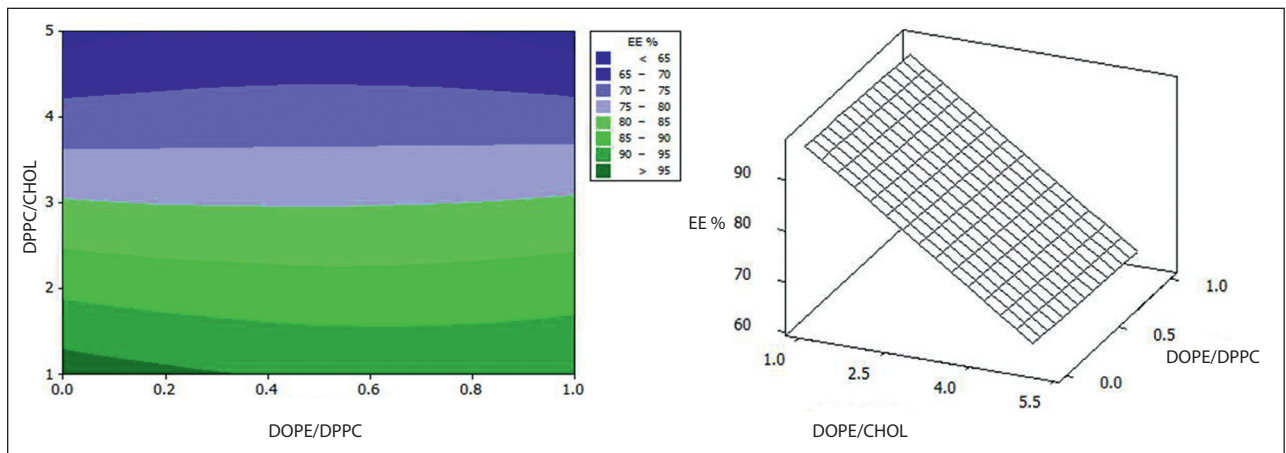 5
4
3
2
1
DPPC/CHOL
0.0 0.2 0.4 0.6 0.8 1.0
DOPE/DPPC
EE %
< 65
65 – 70
70 – 75
75 – 80
80 – 85
85 – 90
90 – 95
> 95
90
80
70
60
EE %
1.0
2.5
4.0
5.5
DOPE/CHOL
0.0
0.5
1.0
DOPE/DPPC